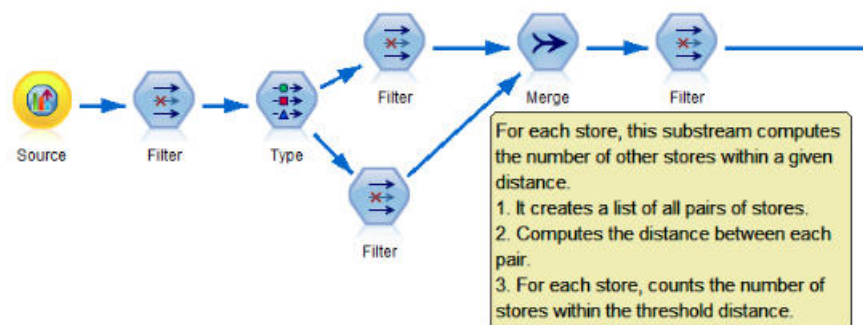 Source
Filter
Type
Filter
Filter
Merge
Filter
For each store, this substream computes
the number of other stores within a given
distance.
1. It creates a list of all pairs of stores.
2. Computes the distance between each
pair.
3. For each store, counts the number of
stores within the threshold distance.